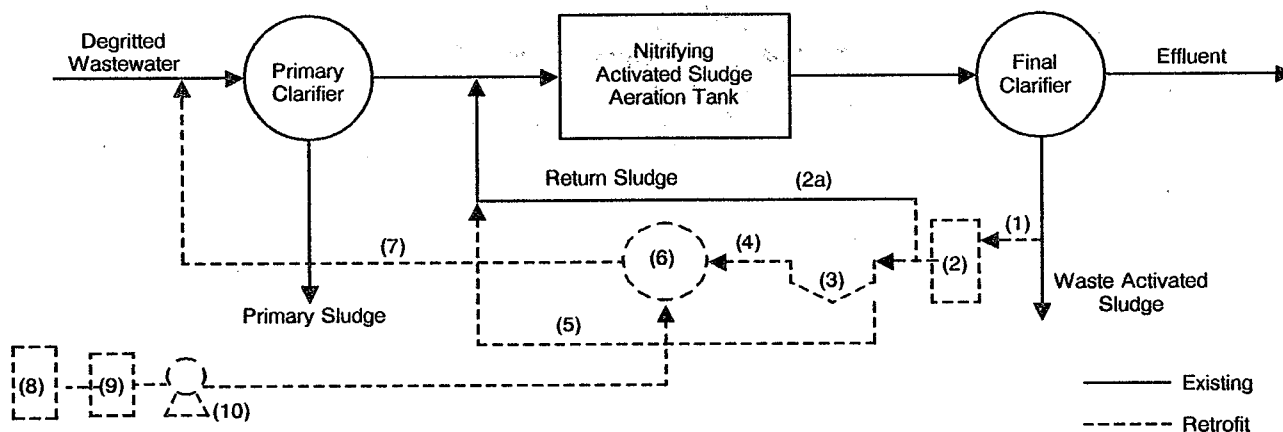 Degritted
Wastewater
Primary
Clarifier
Nitrifying
Activated Sludge
Aeration Tank
Final
Clarifier
Effluent
Return Sludge
(2a)
(1)
(2)
(7)
(6)
(4)
(3)
Primary Sludge
(5)
Waste Activated
Sludge
(8)
(9)
(10)
Existing
Retrofit